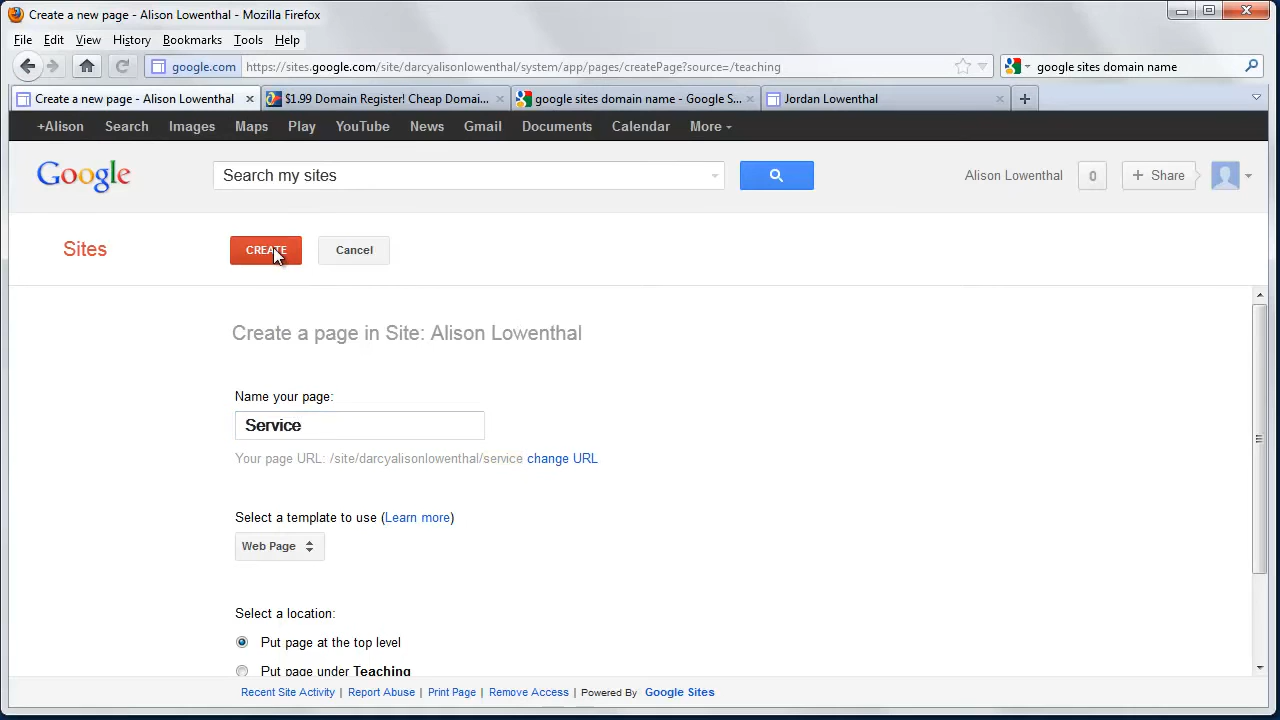 Create a new page - Alison Lowenthal - Mozilla Firefox
File Edit View History Bookmarks Tools Help
google.com https://sites.google.com/site/darcyalisonlowenthal/system/app/pages/createPage?source=/teaching google sites domain name
Create a new page - Alison Lowenthal $1.99 Domain Register! Cheap Domai... google sites domain name - Google S... Jordan Lowenthal
+Alison Search Images Maps Play YouTube News Gmail Documents Calendar More
Google Search my sites Alison Lowenthal 0 + Share
Sites CREATE Cancel
Create a page in Site: Alison Lowenthal
Name your page:
Service
Your page URL: /site/darcyalisonlowenthal/service change URL
Select a template to use (Learn more)
Web Page
Select a location:
Put page at the top level
Put page under Teaching
Recent Site Activity | Report Abuse | Print Page | Remove Access | Powered By Google Sites